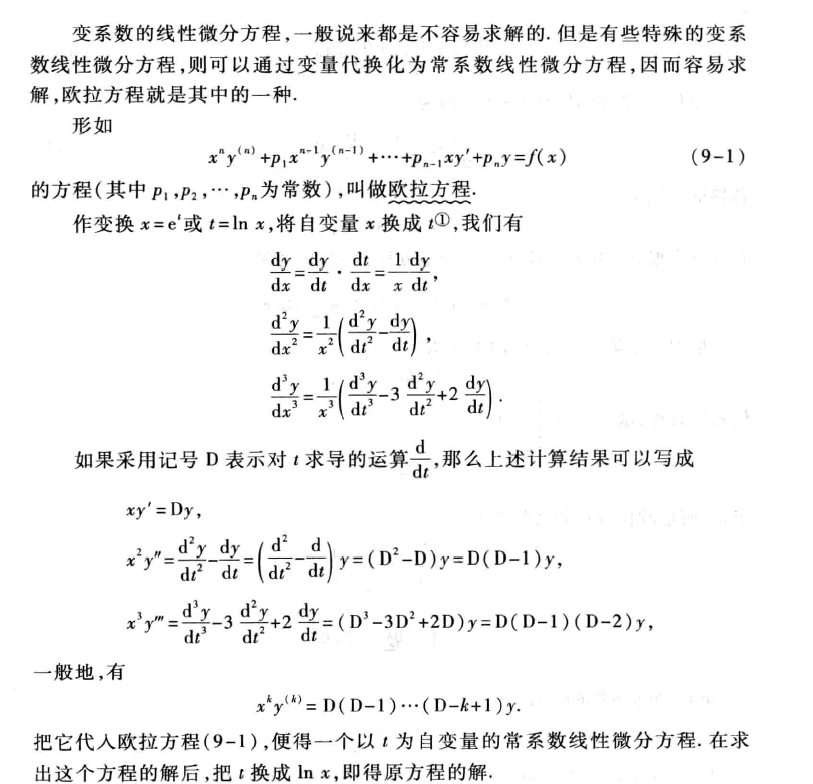 变系数的线性微分方程,一般说来都是不容易求解的. 但是有些特殊的变系
数线性微分方程,则可以通过变量代换化为常系数线性微分方程,因而容易求
解,欧拉方程就是其中的一种.
形如
$x^n y^{(n)}+p_1x^{n-1}y^{(n-1)}+\cdots+p_{n-1}xy'+p_ny=f(x)$ (9-1)
的方程(其中 $p_1,p_2,\cdots,p_n$ 为常数),叫做欧拉方程.
作变换 $x=e^t$ 或 $t=\ln x$,将自变量 $x$ 换成 $t$①,我们有
$\frac{dy}{dx}=\frac{dy}{dt}\cdot\frac{dt}{dx}=\frac{1}{x}\frac{dy}{dt},$
$\frac{d^2y}{dx^2}=\frac{1}{x^2}\left(\frac{d^2y}{dt^2}-\frac{dy}{dt}\right),$
$\frac{d^3y}{dx^3}=\frac{1}{x^3}\left(\frac{d^3y}{dt^3}-3\frac{d^2y}{dt^2}+2\frac{dy}{dt}\right).$
如果采用记号 D 表示对 $t$ 求导的运算$\frac{d}{dt}$,那么上述计算结果可以写成
$xy'=Dy,$
$x^2y''=\frac{d^2y}{dt^2}-\frac{dy}{dt}=\left(\frac{d^2}{dt^2}-\frac{d}{dt}\right)y=(D^2-D)y=D(D-1)y,$
$x^3y'''=\frac{d^3y}{dt^3}-3\frac{d^2y}{dt^2}+2\frac{dy}{dt}=(D^3-3D^2+2D)y=D(D-1)(D-2)y,$
一般地,有
$x^ky^{(k)}=D(D-1)\cdots(D-k+1)y.$
把它代入欧拉方程(9-1),便得一个以 $t$ 为自变量的常系数线性微分方程. 在求
出这个方程的解后,把 $t$ 换成 $\ln x$,即得原方程的解.